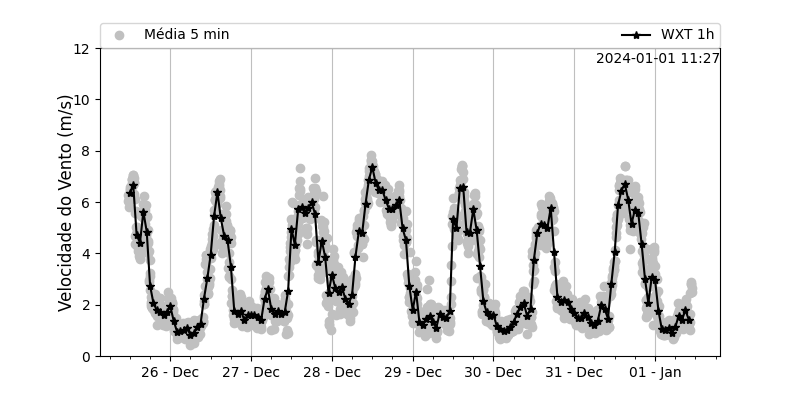 Média 5 min
WXT 1h
2024-01-01 11:27
Velocidade do Vento (m/s)
12
10
8
6
4
2
0
26 - Dec
27 - Dec
28 - Dec
29 - Dec
30 - Dec
31 - Dec
01 - Jan